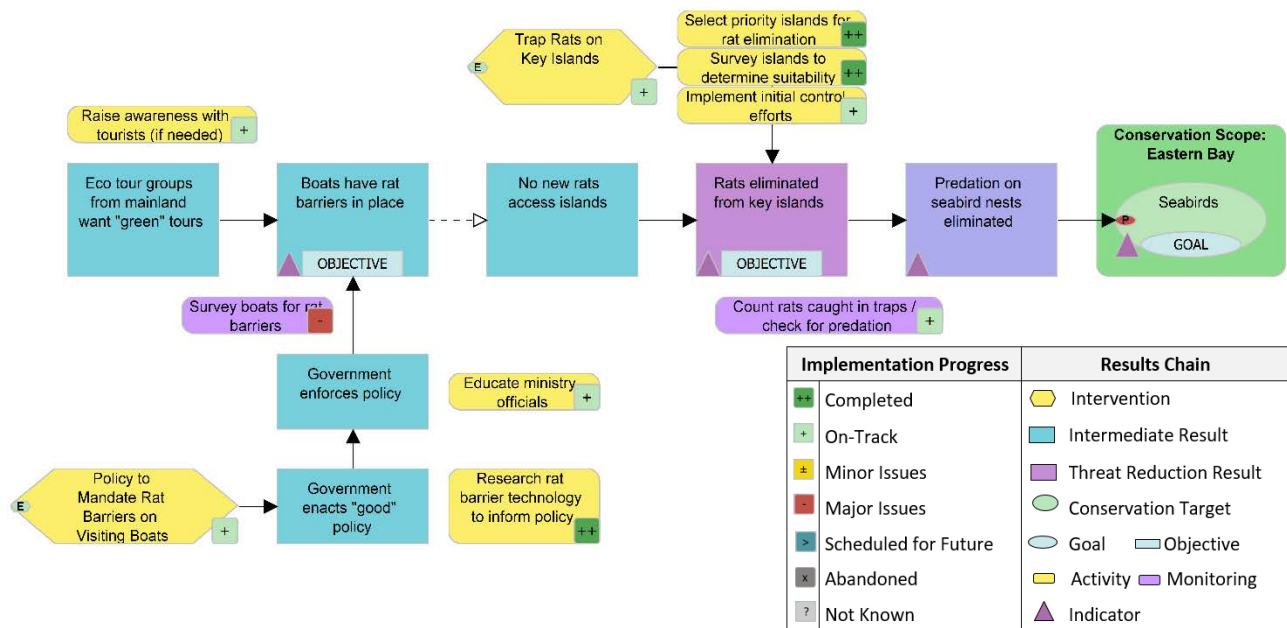 Trap Rats on
Key Islands
E
+
Select priority islands for
rat elimination
++
Survey islands to
determine suitability
++
Implement initial control
efforts
+
Raise awareness with
tourists (if needed)
+
Eco tour groups
from mainland
want "green" tours
Boats have rat
barriers in place
OBJECTIVE
No new rats
access islands
Rats eliminated
from key islands
OBJECTIVE
Predation on
seabird nests
eliminated
Conservation Scope:
Eastern Bay
Seabirds
P
GOAL
Survey boats for rat
barriers
-
Count rats caught in traps /
check for predation
+
Government
enforces policy
Educate ministry
officials
+
Policy to
Mandate Rat
Barriers on
Visiting Boats
E
+
Government
enacts "good"
policy
Research rat
barrier technology
to inform policy
++
Implementation Progress
++ Completed
+ On-Track
± Minor Issues
- Major Issues
> Scheduled for Future
x Abandoned
? Not Known
Results Chain
Intervention
Intermediate Result
Threat Reduction Result
Conservation Target
Goal Objective
Activity Monitoring
Indicator